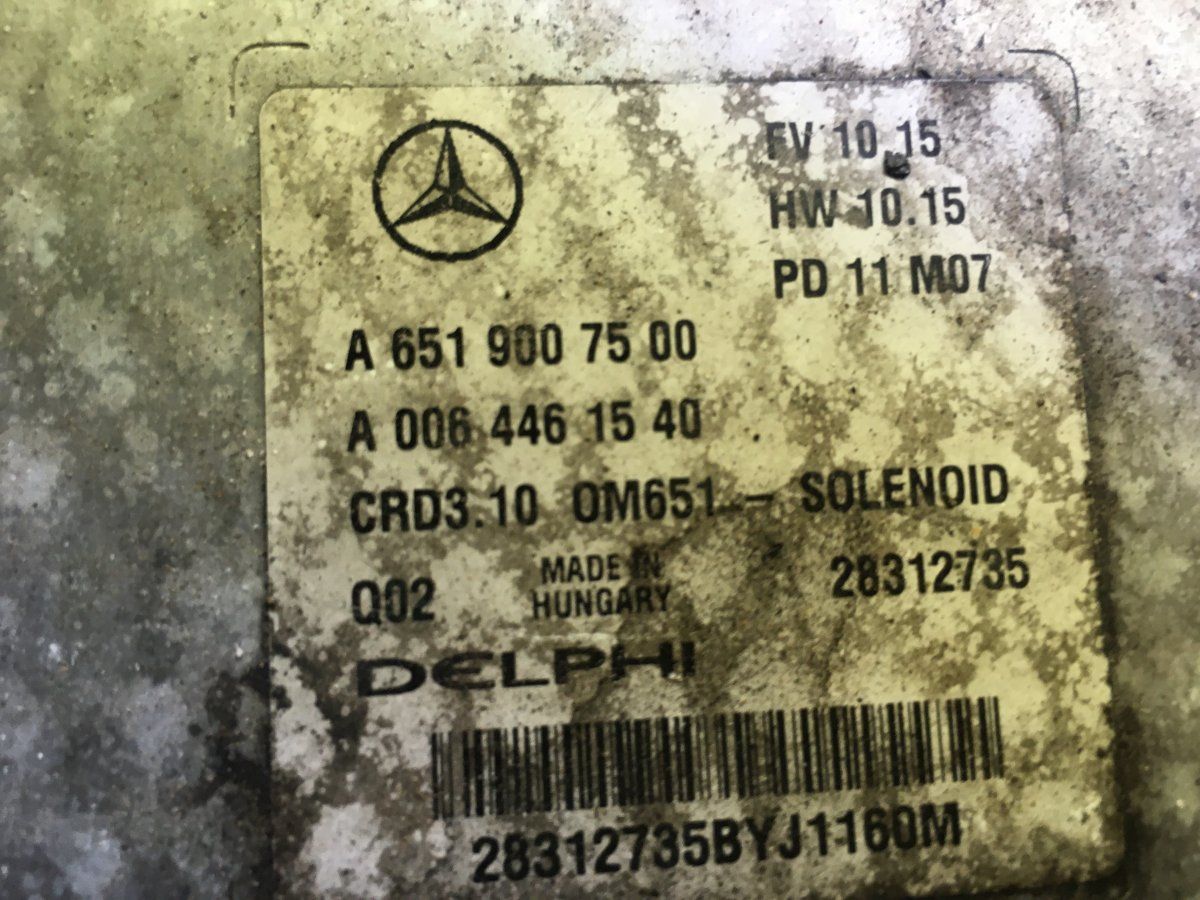 FV 10.15
HW 10.15
PD 11 M07
A 651 900 75 00
A 006 446 15 40
CRD3.10 OM651 - SOLENOID
Q02 MADE IN HUNGARY 28312735
DELPHI
28312735BYJ1160M